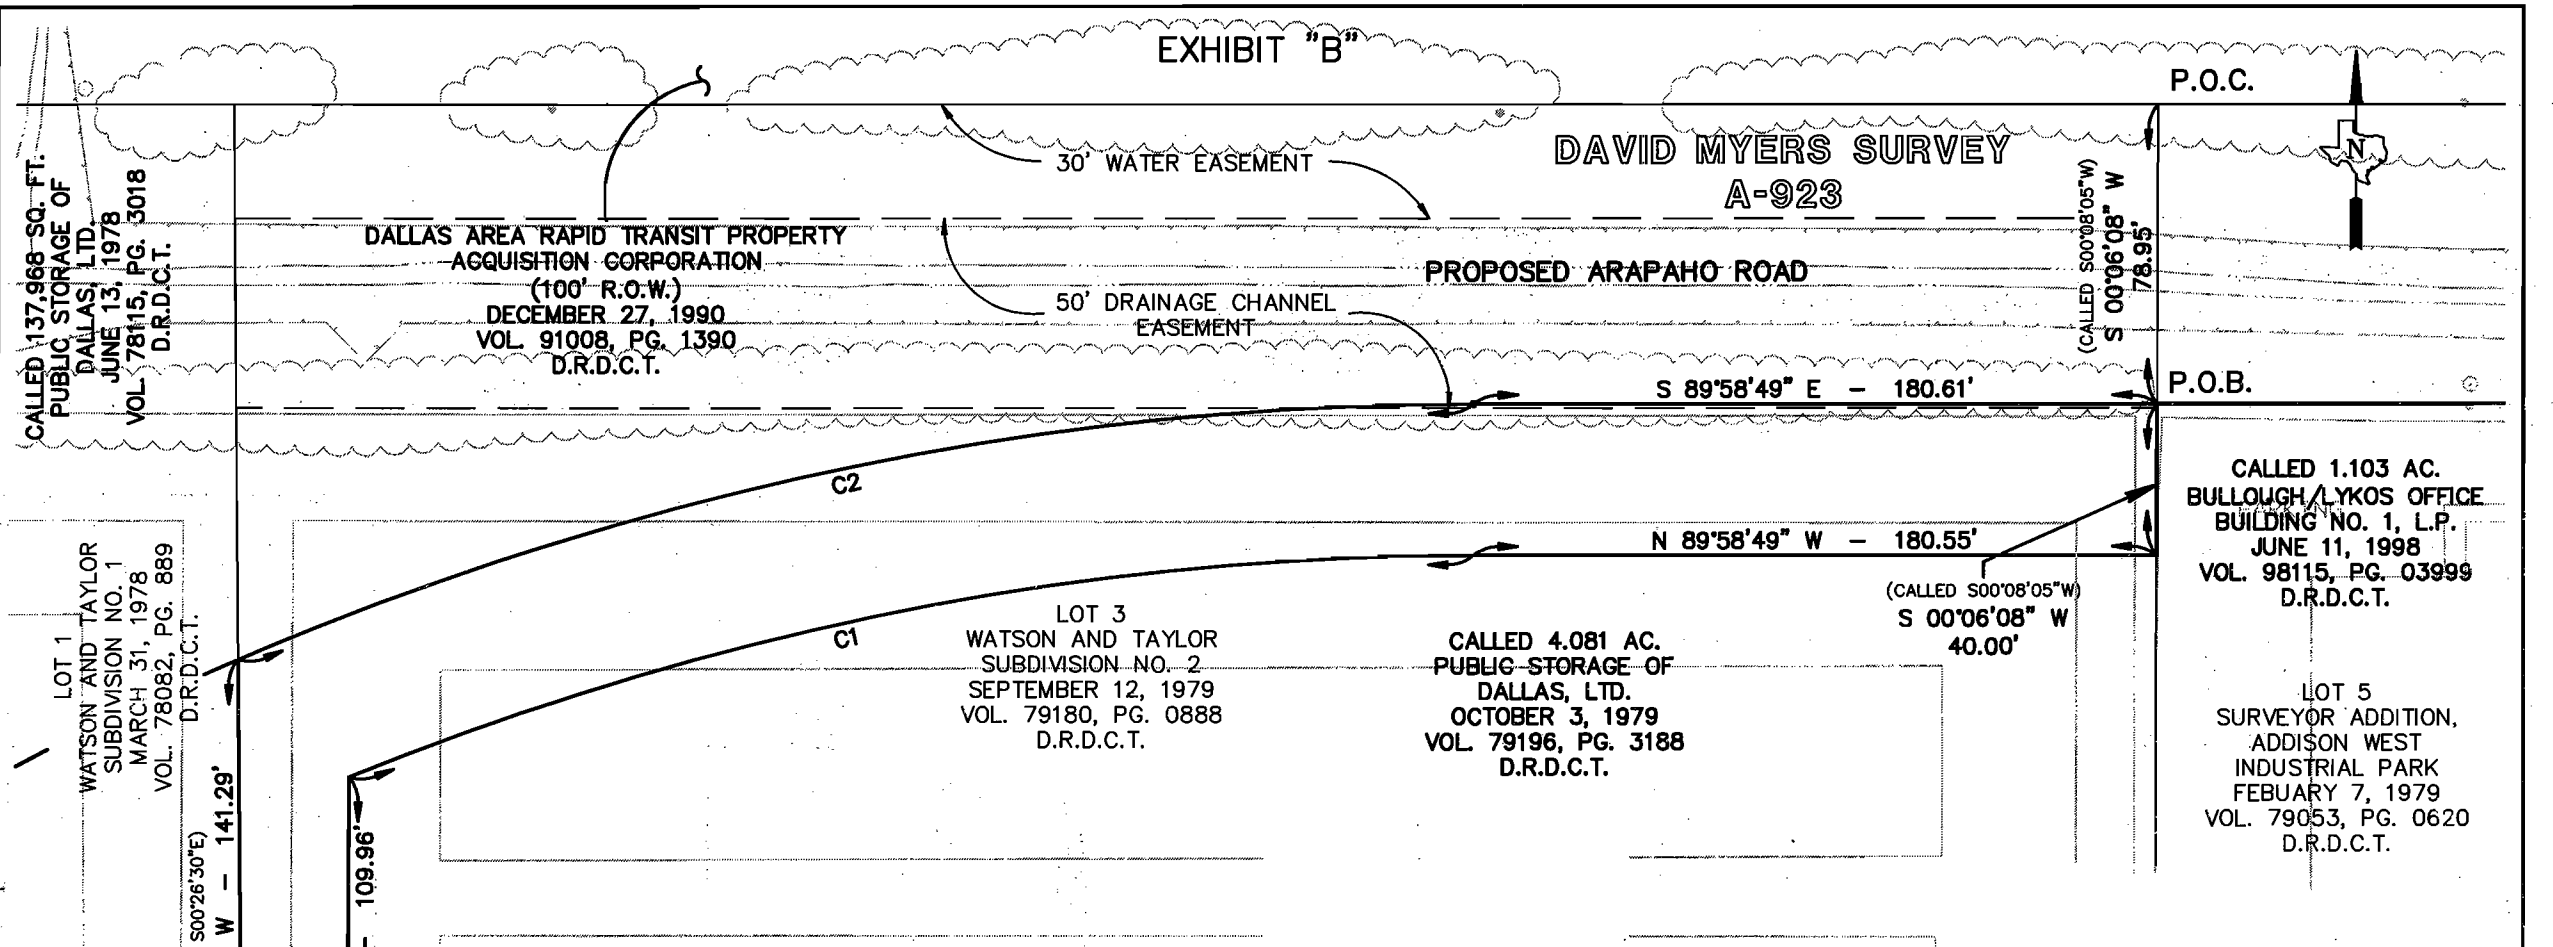 EXHIBIT "B"
P.O.C.
N
DAVID MYERS SURVEY
A-923
30' WATER EASEMENT
CALLED 137,968 SQ. FT.
PUBLIC STORAGE OF
DALLAS, LTD.
JUNE 13, 1978
VOL. 78115, PG. 3018
D.R.D.C.T.
DALLAS AREA RAPID TRANSIT PROPERTY
ACQUISITION CORPORATION
(100' R.O.W.)
DECEMBER 27, 1990
VOL. 91008, PG. 1390
D.R.D.C.T.
PROPOSED ARAPAHO ROAD
50' DRAINAGE CHANNEL
EASEMENT
(CALLED S00°08'05"W)
S 00°06'08" W
78.95'
S 89°58'49" E - 180.61'
P.O.B.
C2
N 89°58'49" W - 180.55'
CALLED 1.103 AC.
BULLOUGH/LYKOS OFFICE
BUILDING NO. 1, L.P.
JUNE 11, 1998
VOL. 98115, PG. 03999
D.R.D.C.T.
PARKING
(CALLED S00°08'05"W)
S 00°06'08" W
40.00'
C1
LOT 3
WATSON AND TAYLOR
SUBDIVISION NO. 2
SEPTEMBER 12, 1979
VOL. 79180, PG. 0888
D.R.D.C.T.
CALLED 4.081 AC.
PUBLIC STORAGE OF
DALLAS, LTD.
OCTOBER 3, 1979
VOL. 79196, PG. 3188
D.R.D.C.T.
LOT 5
SURVEYOR ADDITION,
ADDISON WEST
INDUSTRIAL PARK
FEBUARY 7, 1979
VOL. 79053, PG. 0620
D.R.D.C.T.
LOT 1
WATSON AND TAYLOR
SUBDIVISION NO. 1
MARCH 31, 1978
VOL. 78082, PG. 889
D.R.D.C.T.
S00°26'30"E)
W - 141.29'
- 109.96'